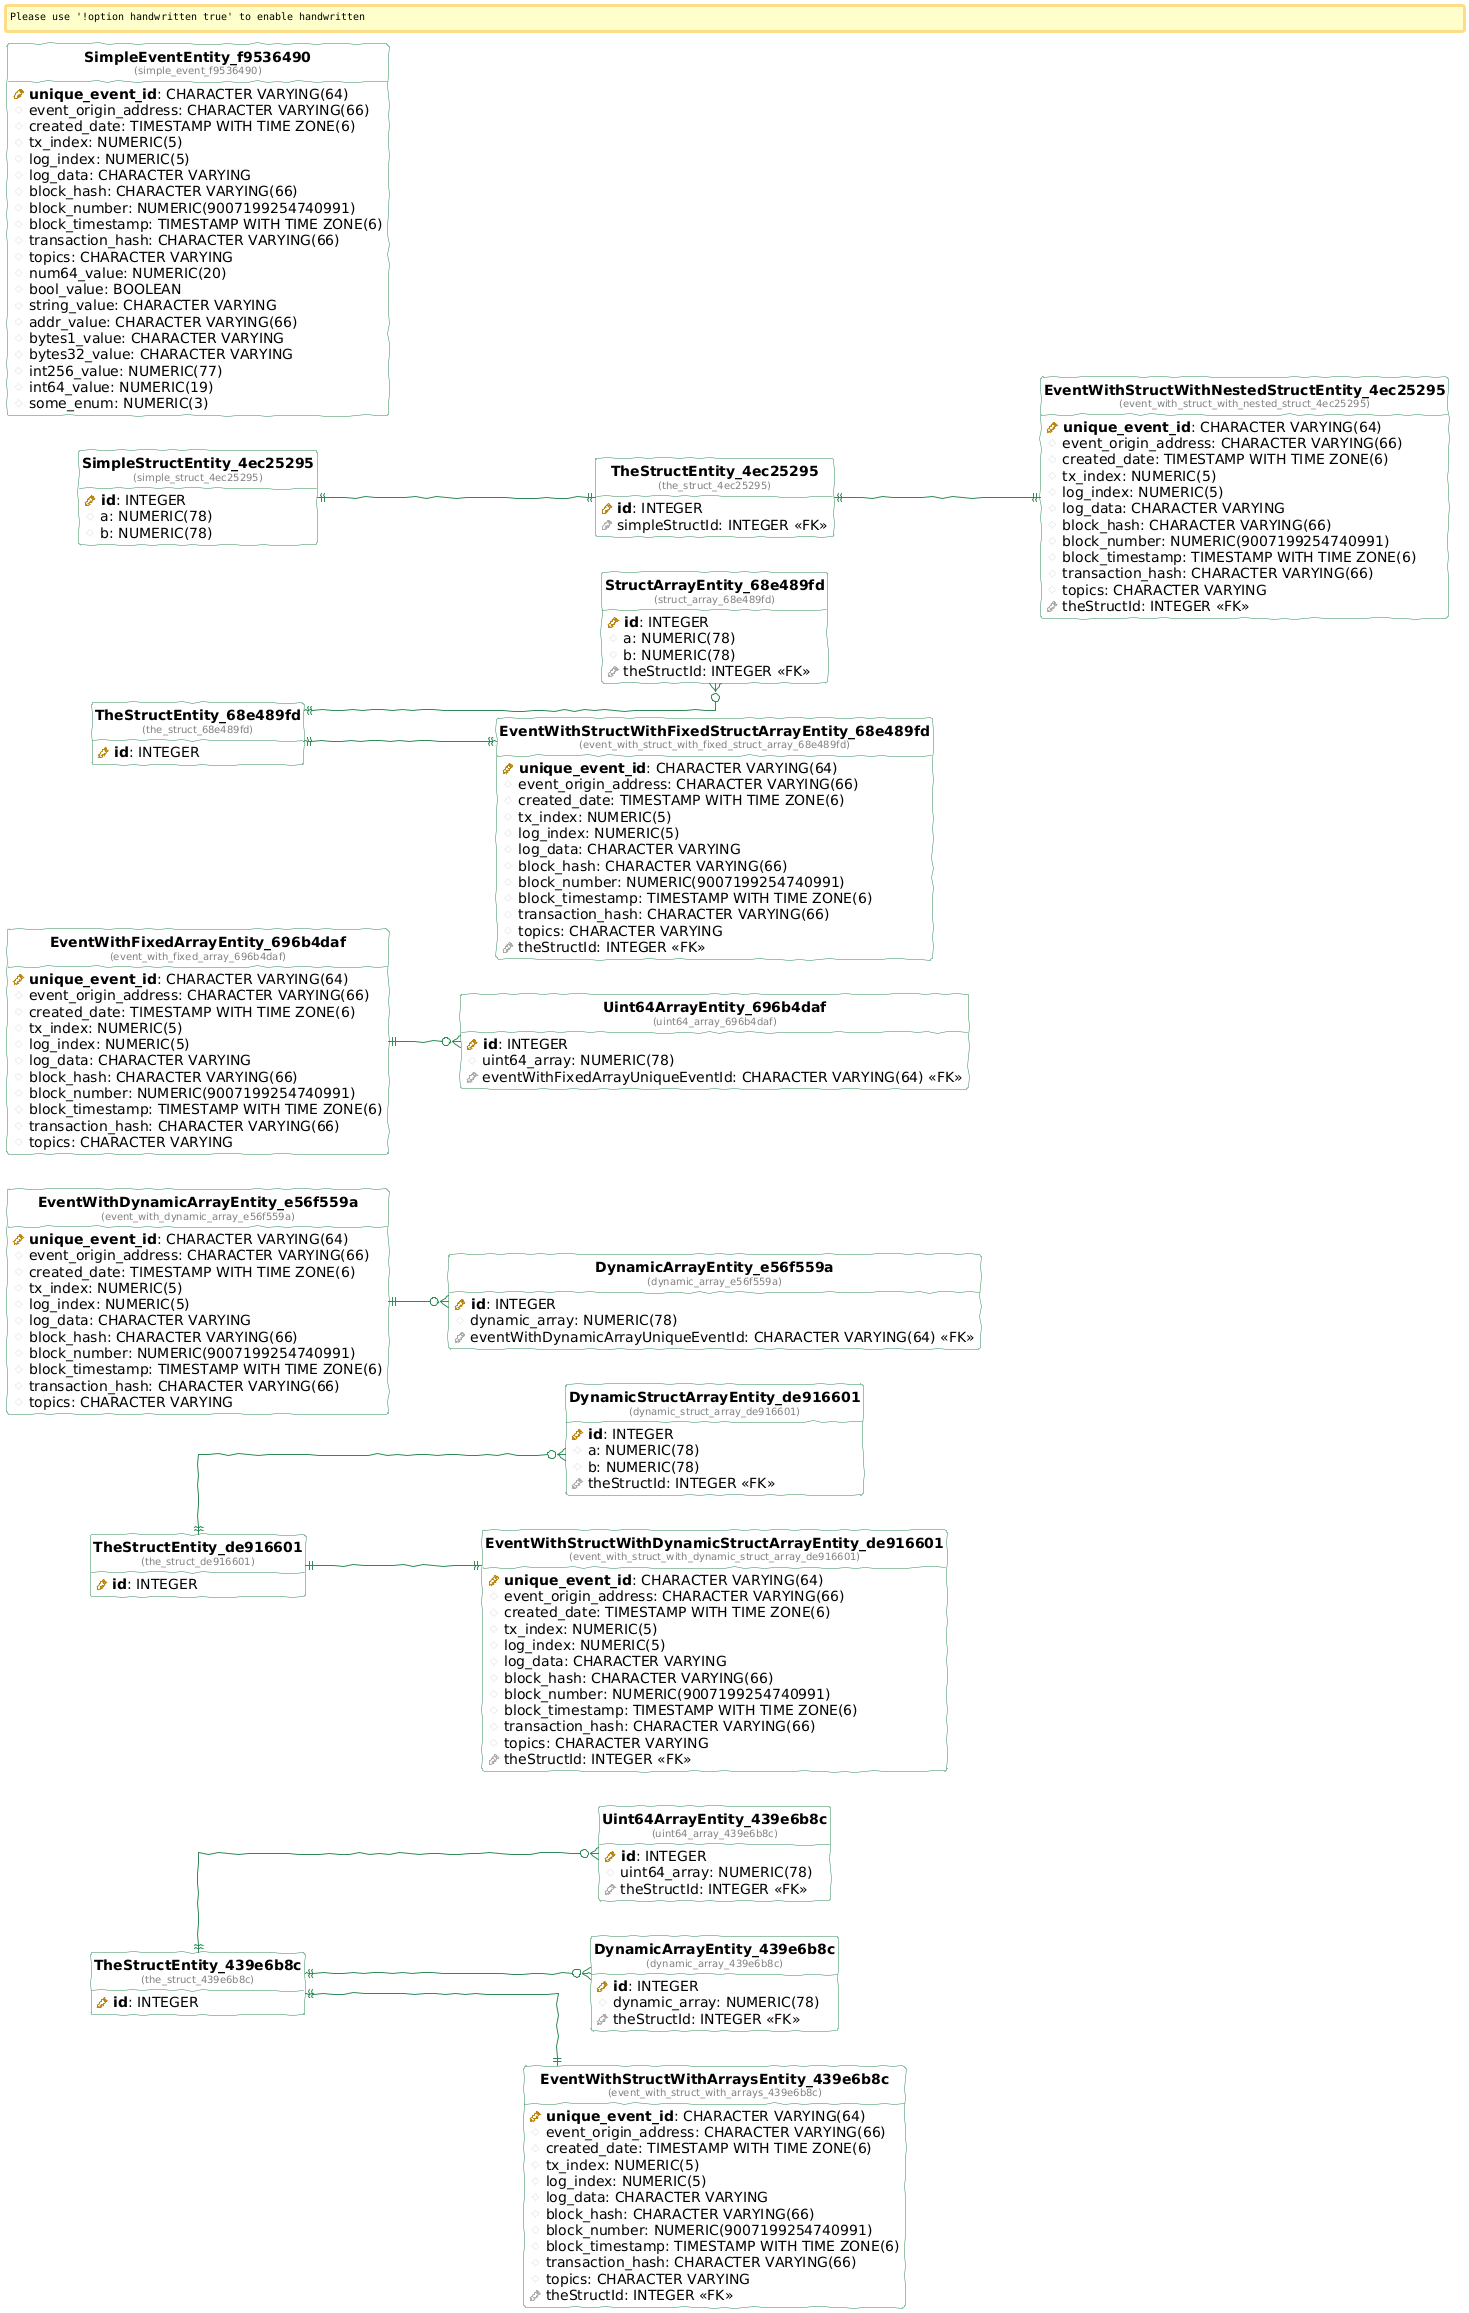 Please use '!option handwritten true' to enable handwritten
SimpleEventEntity_f9536490
(simple_event_f9536490)
unique_event_id: CHARACTER VARYING(64)
event_origin_address: CHARACTER VARYING(66)
created_date: TIMESTAMP WITH TIME ZONE(6)
tx_index: NUMERIC(5)
log_index: NUMERIC(5)
log_data: CHARACTER VARYING
block_hash: CHARACTER VARYING(66)
block_number: NUMERIC(9007199254740991)
block_timestamp: TIMESTAMP WITH TIME ZONE(6)
transaction_hash: CHARACTER VARYING(66)
topics: CHARACTER VARYING
num64_value: NUMERIC(20)
bool_value: BOOLEAN
string_value: CHARACTER VARYING
addr_value: CHARACTER VARYING(66)
bytes1_value: CHARACTER VARYING
bytes32_value: CHARACTER VARYING
int256_value: NUMERIC(77)
int64_value: NUMERIC(19)
some_enum: NUMERIC(3)
SimpleStructEntity_4ec25295
(simple_struct_4ec25295)
id: INTEGER
a: NUMERIC(78)
b: NUMERIC(78)
TheStructEntity_4ec25295
(the_struct_4ec25295)
id: INTEGER
simpleStructId: INTEGER «FK»
EventWithStructWithNestedStructEntity_4ec25295
(event_with_struct_with_nested_struct_4ec25295)
unique_event_id: CHARACTER VARYING(64)
event_origin_address: CHARACTER VARYING(66)
created_date: TIMESTAMP WITH TIME ZONE(6)
tx_index: NUMERIC(5)
log_index: NUMERIC(5)
log_data: CHARACTER VARYING
block_hash: CHARACTER VARYING(66)
block_number: NUMERIC(9007199254740991)
block_timestamp: TIMESTAMP WITH TIME ZONE(6)
transaction_hash: CHARACTER VARYING(66)
topics: CHARACTER VARYING
theStructId: INTEGER «FK»
StructArrayEntity_68e489fd
(struct_array_68e489fd)
id: INTEGER
a: NUMERIC(78)
b: NUMERIC(78)
theStructId: INTEGER «FK»
TheStructEntity_68e489fd
(the_struct_68e489fd)
id: INTEGER
EventWithStructWithFixedStructArrayEntity_68e489fd
(event_with_struct_with_fixed_struct_array_68e489fd)
unique_event_id: CHARACTER VARYING(64)
event_origin_address: CHARACTER VARYING(66)
created_date: TIMESTAMP WITH TIME ZONE(6)
tx_index: NUMERIC(5)
log_index: NUMERIC(5)
log_data: CHARACTER VARYING
block_hash: CHARACTER VARYING(66)
block_number: NUMERIC(9007199254740991)
block_timestamp: TIMESTAMP WITH TIME ZONE(6)
transaction_hash: CHARACTER VARYING(66)
topics: CHARACTER VARYING
theStructId: INTEGER «FK»
EventWithFixedArrayEntity_696b4daf
(event_with_fixed_array_696b4daf)
unique_event_id: CHARACTER VARYING(64)
event_origin_address: CHARACTER VARYING(66)
created_date: TIMESTAMP WITH TIME ZONE(6)
tx_index: NUMERIC(5)
log_index: NUMERIC(5)
log_data: CHARACTER VARYING
block_hash: CHARACTER VARYING(66)
block_number: NUMERIC(9007199254740991)
block_timestamp: TIMESTAMP WITH TIME ZONE(6)
transaction_hash: CHARACTER VARYING(66)
topics: CHARACTER VARYING
Uint64ArrayEntity_696b4daf
(uint64_array_696b4daf)
id: INTEGER
uint64_array: NUMERIC(78)
eventWithFixedArrayUniqueEventId: CHARACTER VARYING(64) «FK»
EventWithDynamicArrayEntity_e56f559a
(event_with_dynamic_array_e56f559a)
unique_event_id: CHARACTER VARYING(64)
event_origin_address: CHARACTER VARYING(66)
created_date: TIMESTAMP WITH TIME ZONE(6)
tx_index: NUMERIC(5)
log_index: NUMERIC(5)
log_data: CHARACTER VARYING
block_hash: CHARACTER VARYING(66)
block_number: NUMERIC(9007199254740991)
block_timestamp: TIMESTAMP WITH TIME ZONE(6)
transaction_hash: CHARACTER VARYING(66)
topics: CHARACTER VARYING
DynamicArrayEntity_e56f559a
(dynamic_array_e56f559a)
id: INTEGER
dynamic_array: NUMERIC(78)
eventWithDynamicArrayUniqueEventId: CHARACTER VARYING(64) «FK»
DynamicStructArrayEntity_de916601
(dynamic_struct_array_de916601)
id: INTEGER
a: NUMERIC(78)
b: NUMERIC(78)
theStructId: INTEGER «FK»
TheStructEntity_de916601
(the_struct_de916601)
id: INTEGER
EventWithStructWithDynamicStructArrayEntity_de916601
(event_with_struct_with_dynamic_struct_array_de916601)
unique_event_id: CHARACTER VARYING(64)
event_origin_address: CHARACTER VARYING(66)
created_date: TIMESTAMP WITH TIME ZONE(6)
tx_index: NUMERIC(5)
log_index: NUMERIC(5)
log_data: CHARACTER VARYING
block_hash: CHARACTER VARYING(66)
block_number: NUMERIC(9007199254740991)
block_timestamp: TIMESTAMP WITH TIME ZONE(6)
transaction_hash: CHARACTER VARYING(66)
topics: CHARACTER VARYING
theStructId: INTEGER «FK»
Uint64ArrayEntity_439e6b8c
(uint64_array_439e6b8c)
id: INTEGER
uint64_array: NUMERIC(78)
theStructId: INTEGER «FK»
TheStructEntity_439e6b8c
(the_struct_439e6b8c)
id: INTEGER
DynamicArrayEntity_439e6b8c
(dynamic_array_439e6b8c)
id: INTEGER
dynamic_array: NUMERIC(78)
theStructId: INTEGER «FK»
EventWithStructWithArraysEntity_439e6b8c
(event_with_struct_with_arrays_439e6b8c)
unique_event_id: CHARACTER VARYING(64)
event_origin_address: CHARACTER VARYING(66)
created_date: TIMESTAMP WITH TIME ZONE(6)
tx_index: NUMERIC(5)
log_index: NUMERIC(5)
log_data: CHARACTER VARYING
block_hash: CHARACTER VARYING(66)
block_number: NUMERIC(9007199254740991)
block_timestamp: TIMESTAMP WITH TIME ZONE(6)
transaction_hash: CHARACTER VARYING(66)
topics: CHARACTER VARYING
theStructId: INTEGER «FK»